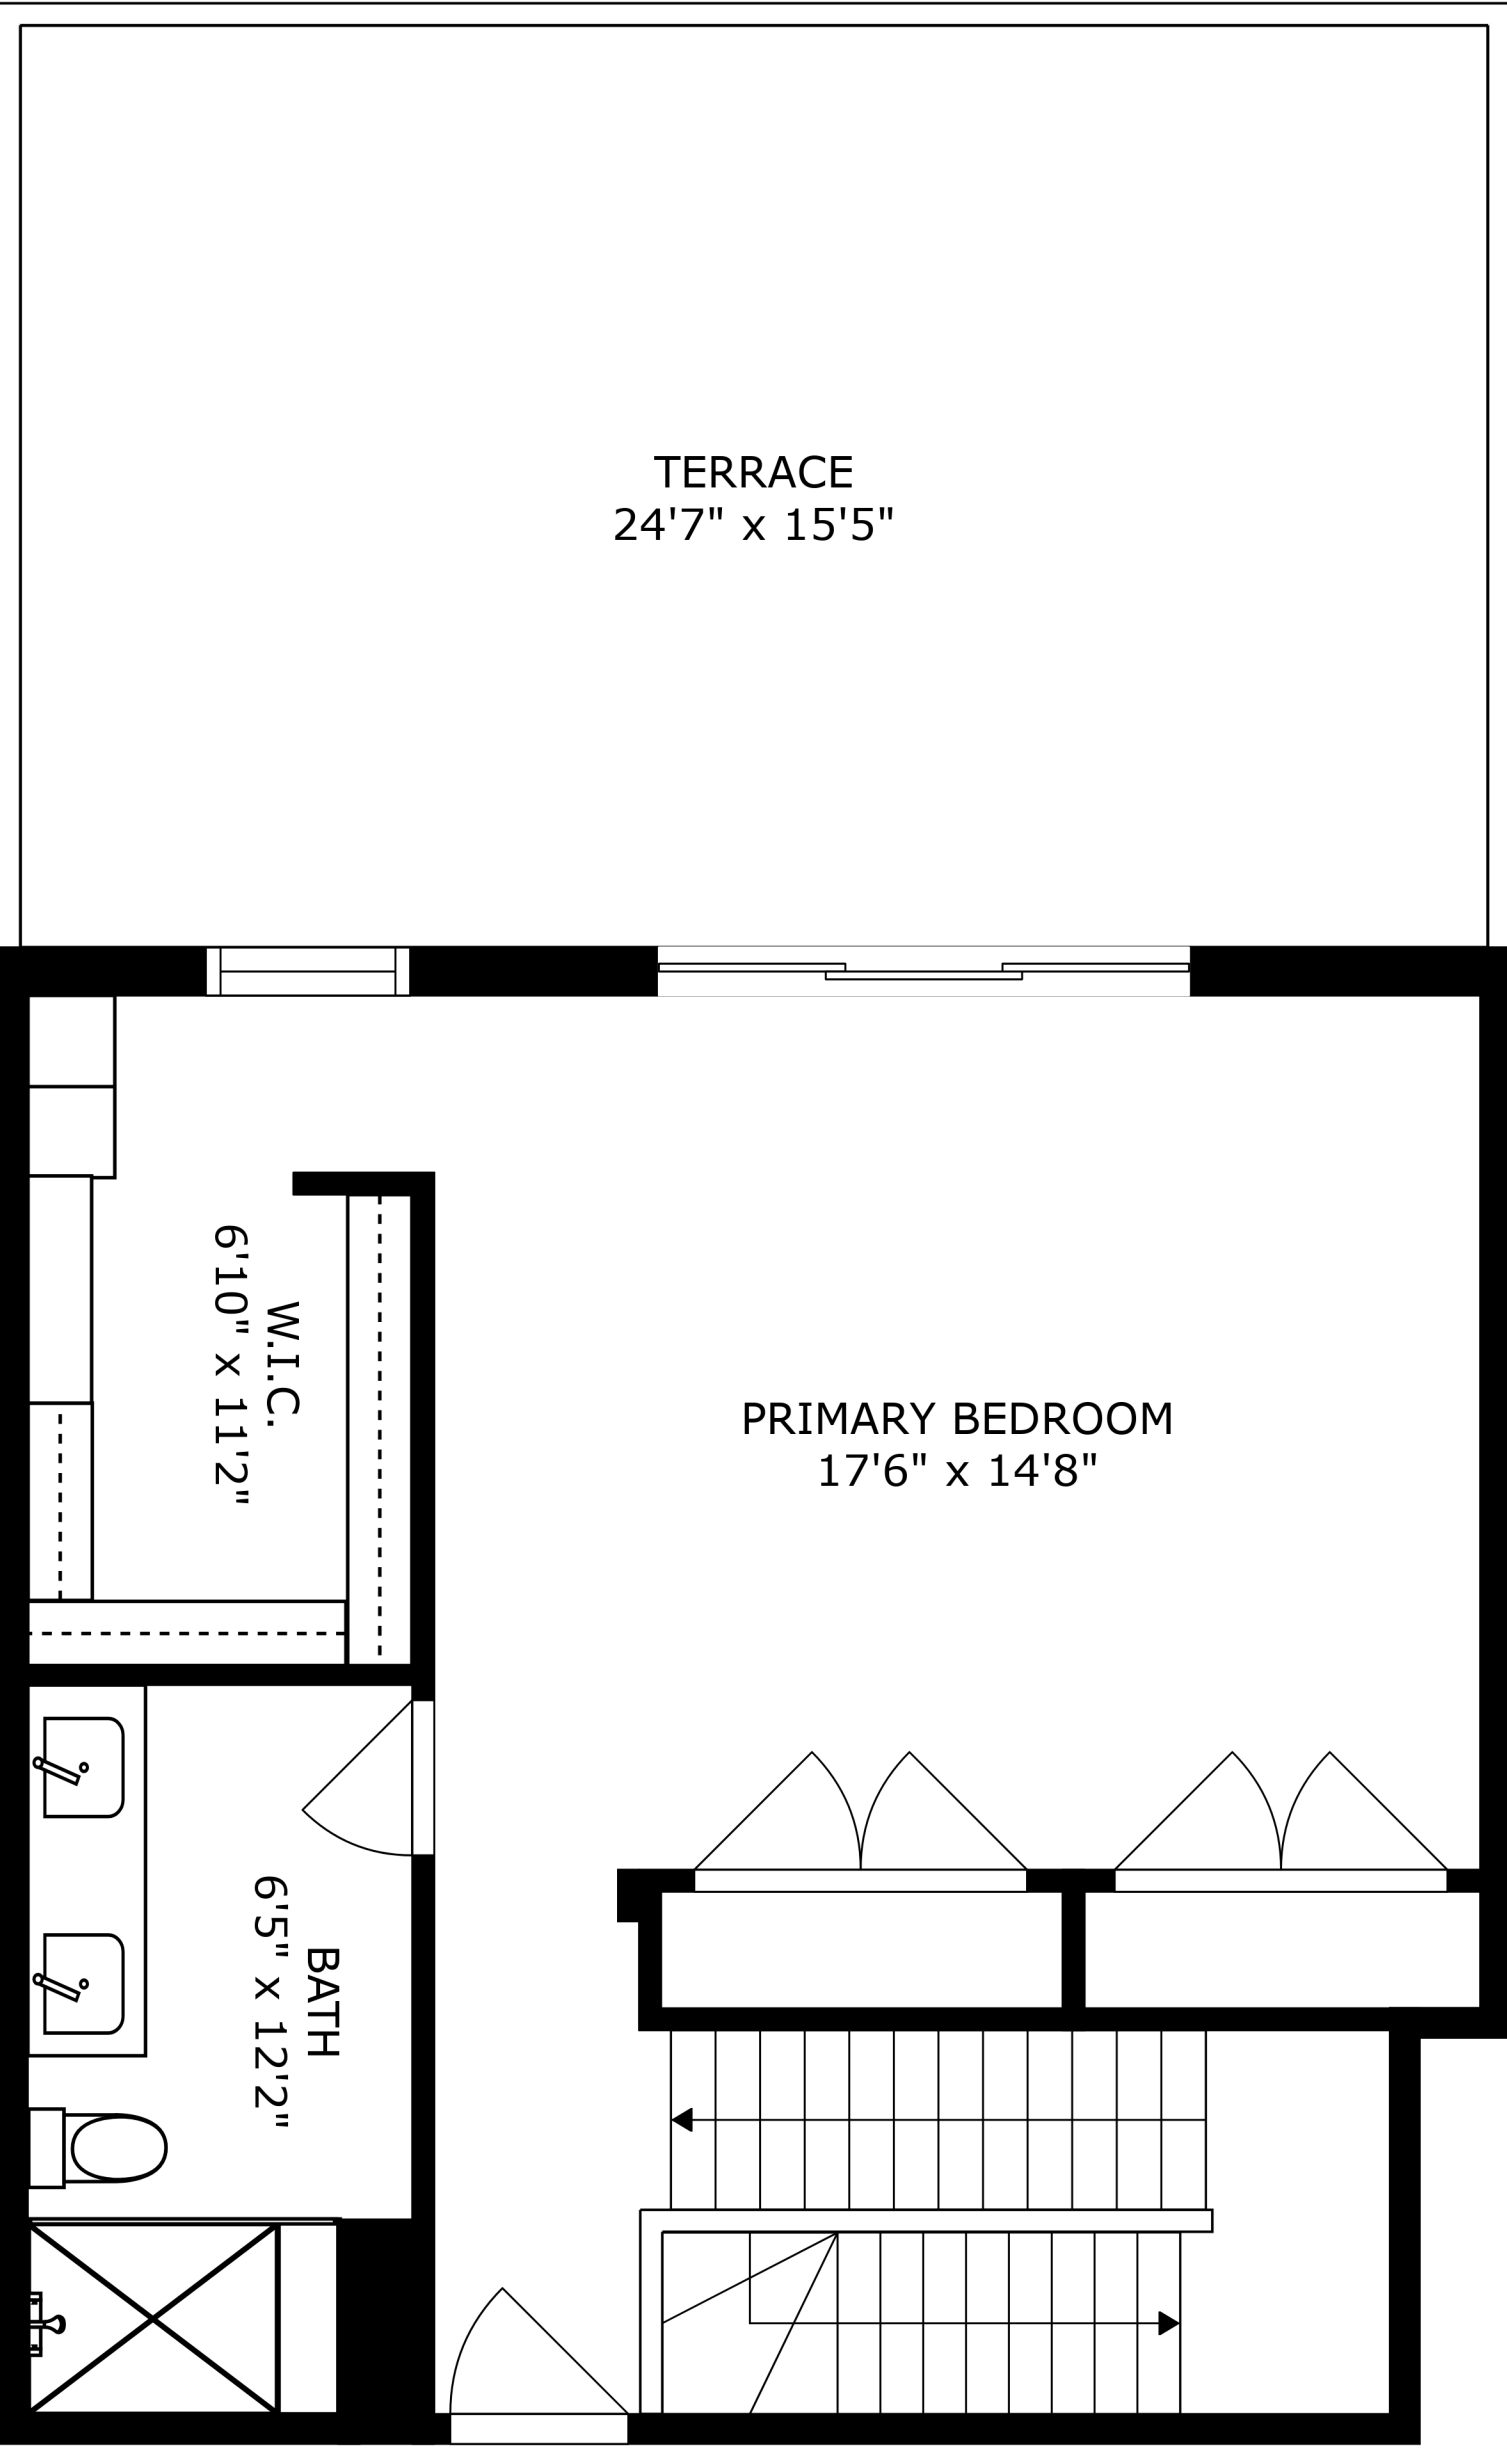 TERRACE
24'7" x 15'5"
W.I.C.
6'10" x 11'2"
PRIMARY BEDROOM
17'6" x 14'8"
BATH
6'5" x 12'2"